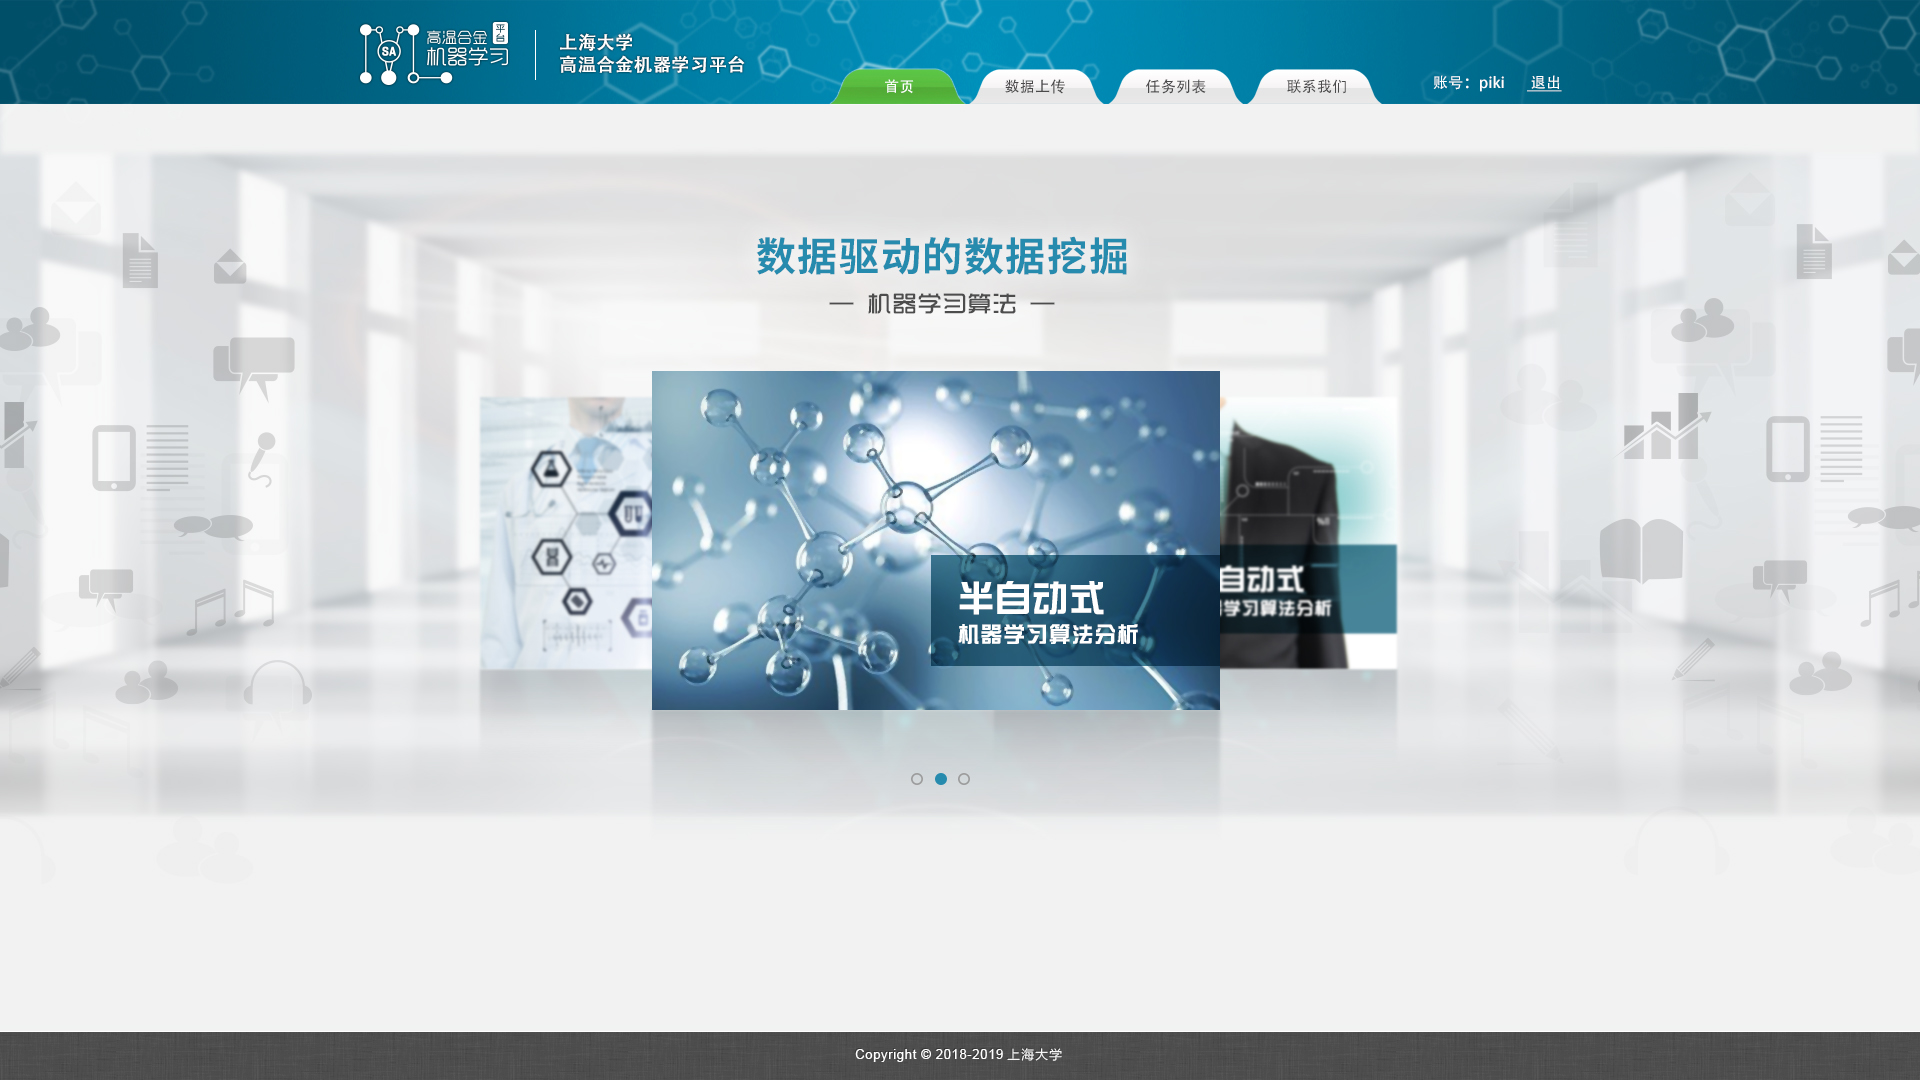 高温合金 平台
机器学习
SA
上海大学
高温合金机器学习平台
首页
数据上传
任务列表
联系我们
账号：piki
退出
数据驱动的数据挖掘
— 机器学习算法 —
半自动式
机器学习算法分析
自动式
学习算法分析
Copyright © 2018-2019 上海大学